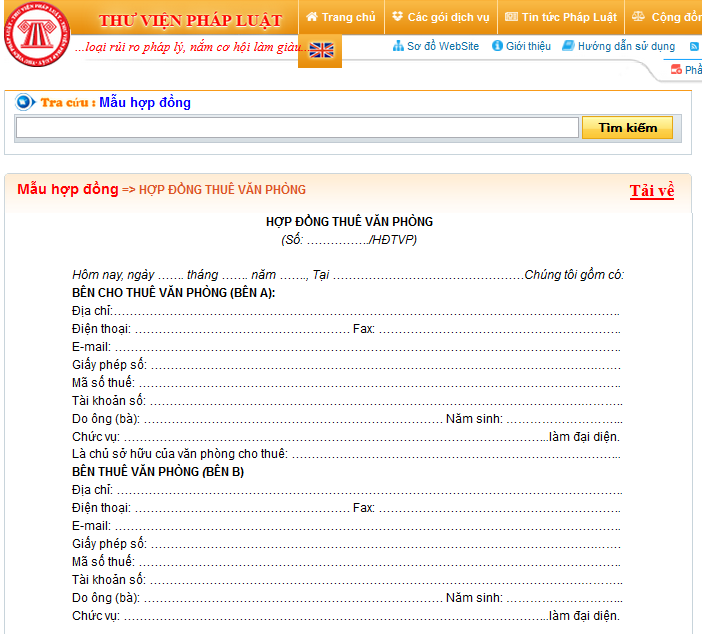 THƯ VIỆN PHÁP LUẬT
...loại rủi ro pháp lý, nắm cơ hội làm giàu...
Trang chủ
Các gói dịch vụ
Tin tức Pháp Luật
Cộng đồn
Sơ đồ WebSite
Giới thiệu
Hướng dẫn sử dụng
Phầ
Tra cứu : Mẫu hợp đồng
Tìm kiếm
Mẫu hợp đồng => HỢP ĐỒNG THUÊ VĂN PHÒNG
Tải về
HỢP ĐỒNG THUÊ VĂN PHÒNG
(Số: ……………/HĐTVP)
Hôm nay, ngày ……. tháng ……. năm ……., Tại …………………………………………Chúng tôi gồm có:
BÊN CHO THUÊ VĂN PHÒNG (BÊN A):
Địa chỉ:………………………………………………………………………………………………………..
Điện thoại: ……………………………………………… Fax: ……………………………………………………..
E-mail: …………………………………………………………………………………………………………..
Giấy phép số: …………………………………………………………………………………………………….
Mã số thuế: ……………………………………………………………………………………………………..
Tài khoản số: ……………………………………………………………………………………………………..
Do ông (bà): ………………………………………………………………… Năm sinh: ………………………...
Chức vụ: ……………………………………………………………………………………………..làm đại diện.
Là chủ sở hữu của văn phòng cho thuê: ………………………………………………………………………..
BÊN THUÊ VĂN PHÒNG (BÊN B)
Địa chỉ: …………………………………………………………………………………………………………..
Điện thoại: ……………………………………………… Fax: ……………………………………………………..
E-mail: …………………………………………………………………………………………………………..
Giấy phép số: …………………………………………………………………………………………………….
Mã số thuế: ……………………………………………………………………………………………………..
Tài khoản số: ……………………………………………………………………………………………………..
Do ông (bà): ………………………………………………………………… Năm sinh: ………………………...
Chức vụ: ……………………………………………………………………………………………..làm đại diện.